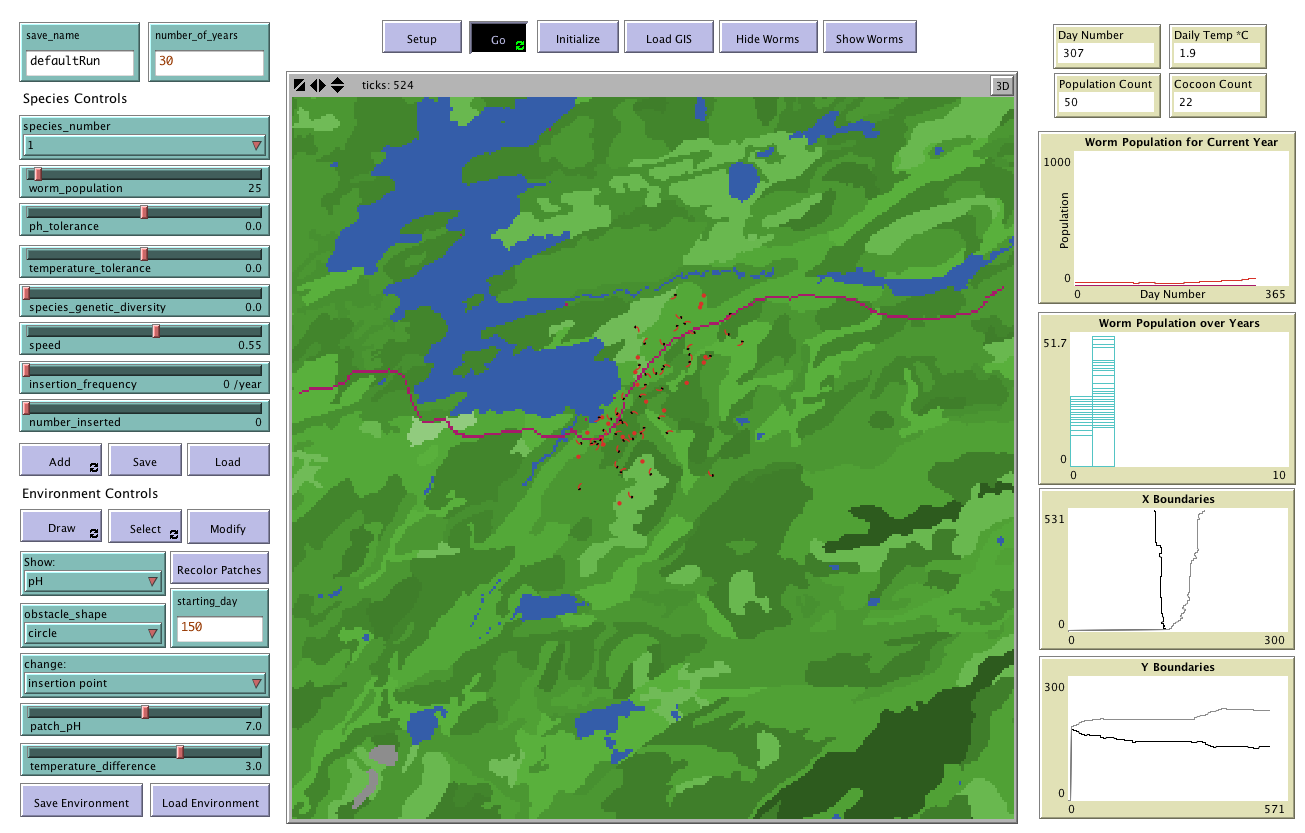 save_name
defaultRun
number_of_years
30
Setup
Go
Initialize
Load GIS
Hide Worms
Show Worms
Day Number
307
Daily Temp *C
1.9
Population Count
50
Cocoon Count
22
Species Controls
species_number
1
worm_population 25
ph_tolerance 0.0
temperature_tolerance 0.0
species_genetic_diversity 0.0
speed 0.55
insertion_frequency 0 /year
number_inserted 0
Add
Save
Load
Environment Controls
Draw
Select
Modify
Show:
pH
Recolor Patches
obstacle_shape
circle
starting_day
150
change:
insertion point
patch_pH 7.0
temperature_difference 3.0
Save Environment
Load Environment
ticks: 524
3D
Worm Population for Current Year
1000
Population
0
0 Day Number 365
Worm Population over Years
51.7
0
0 10
X Boundaries
531
0
0 300
Y Boundaries
300
0
0 571